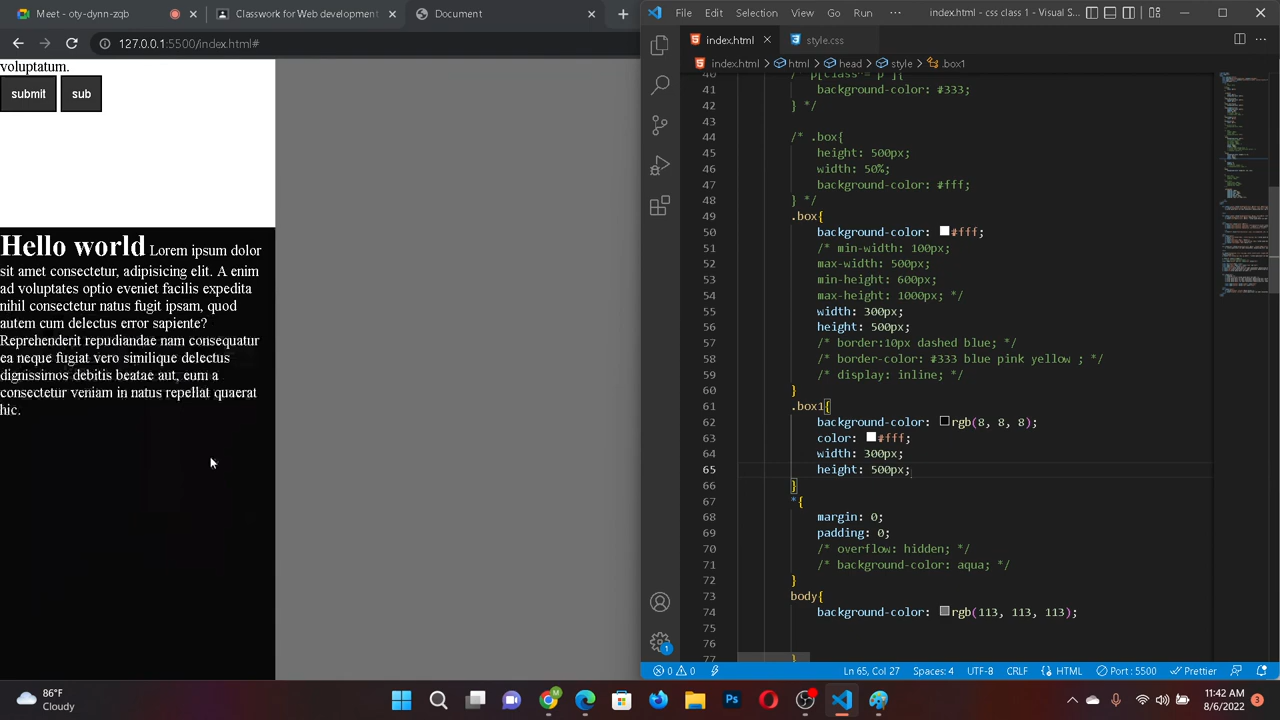 Meet - oty-dynn-zqb
Classwork for Web development
Document
127.0.0.1:5500/index.html#
voluptatum.
submit
sub
Hello world Lorem ipsum dolor
sit amet consectetur, adipisicing elit. A enim
ad voluptates optio eveniet facilis expedita
nihil consectetur natus fugit ipsam, quod
autem cum delectus error sapiente?
Reprehenderit repudiandae nam consequatur
ea neque fugiat vero similique delectus
dignissimos debitis beatae aut, eum a
consectetur veniam in natus repellat quaerat
hic.
File Edit Selection View Go Run ··· index.html - css class 1 - Visual S...
index.html
style.css
index.html > html > head > style > .box1
40 /* p[class*="p"]{
41 background-color: #333;
42 } */
43
44 /* .box{
45 height: 500px;
46 width: 50%;
47 background-color: #fff;
48 } */
49 .box{
50 background-color: #fff;
51 /* min-width: 100px;
52 max-width: 500px;
53 min-height: 600px;
54 max-height: 1000px; */
55 width: 300px;
56 height: 500px;
57 /* border:10px dashed blue; */
58 /* border-color: #333 blue pink yellow ; */
59 /* display: inline; */
60 }
61 .box1{
62 background-color: rgb(8, 8, 8);
63 color: #fff;
64 width: 300px;
65 height: 500px;
66 }
67 *{
68 margin: 0;
69 padding: 0;
70 /* overflow: hidden; */
71 /* background-color: aqua; */
72 }
73 body{
74 background-color: rgb(113, 113, 113);
75
76
77 }
1
0 0 Ln 65, Col 27 Spaces: 4 UTF-8 CRLF HTML Port : 5500 Prettier
86°F
Cloudy
M
Ps
11:42 AM
8/6/2022
3